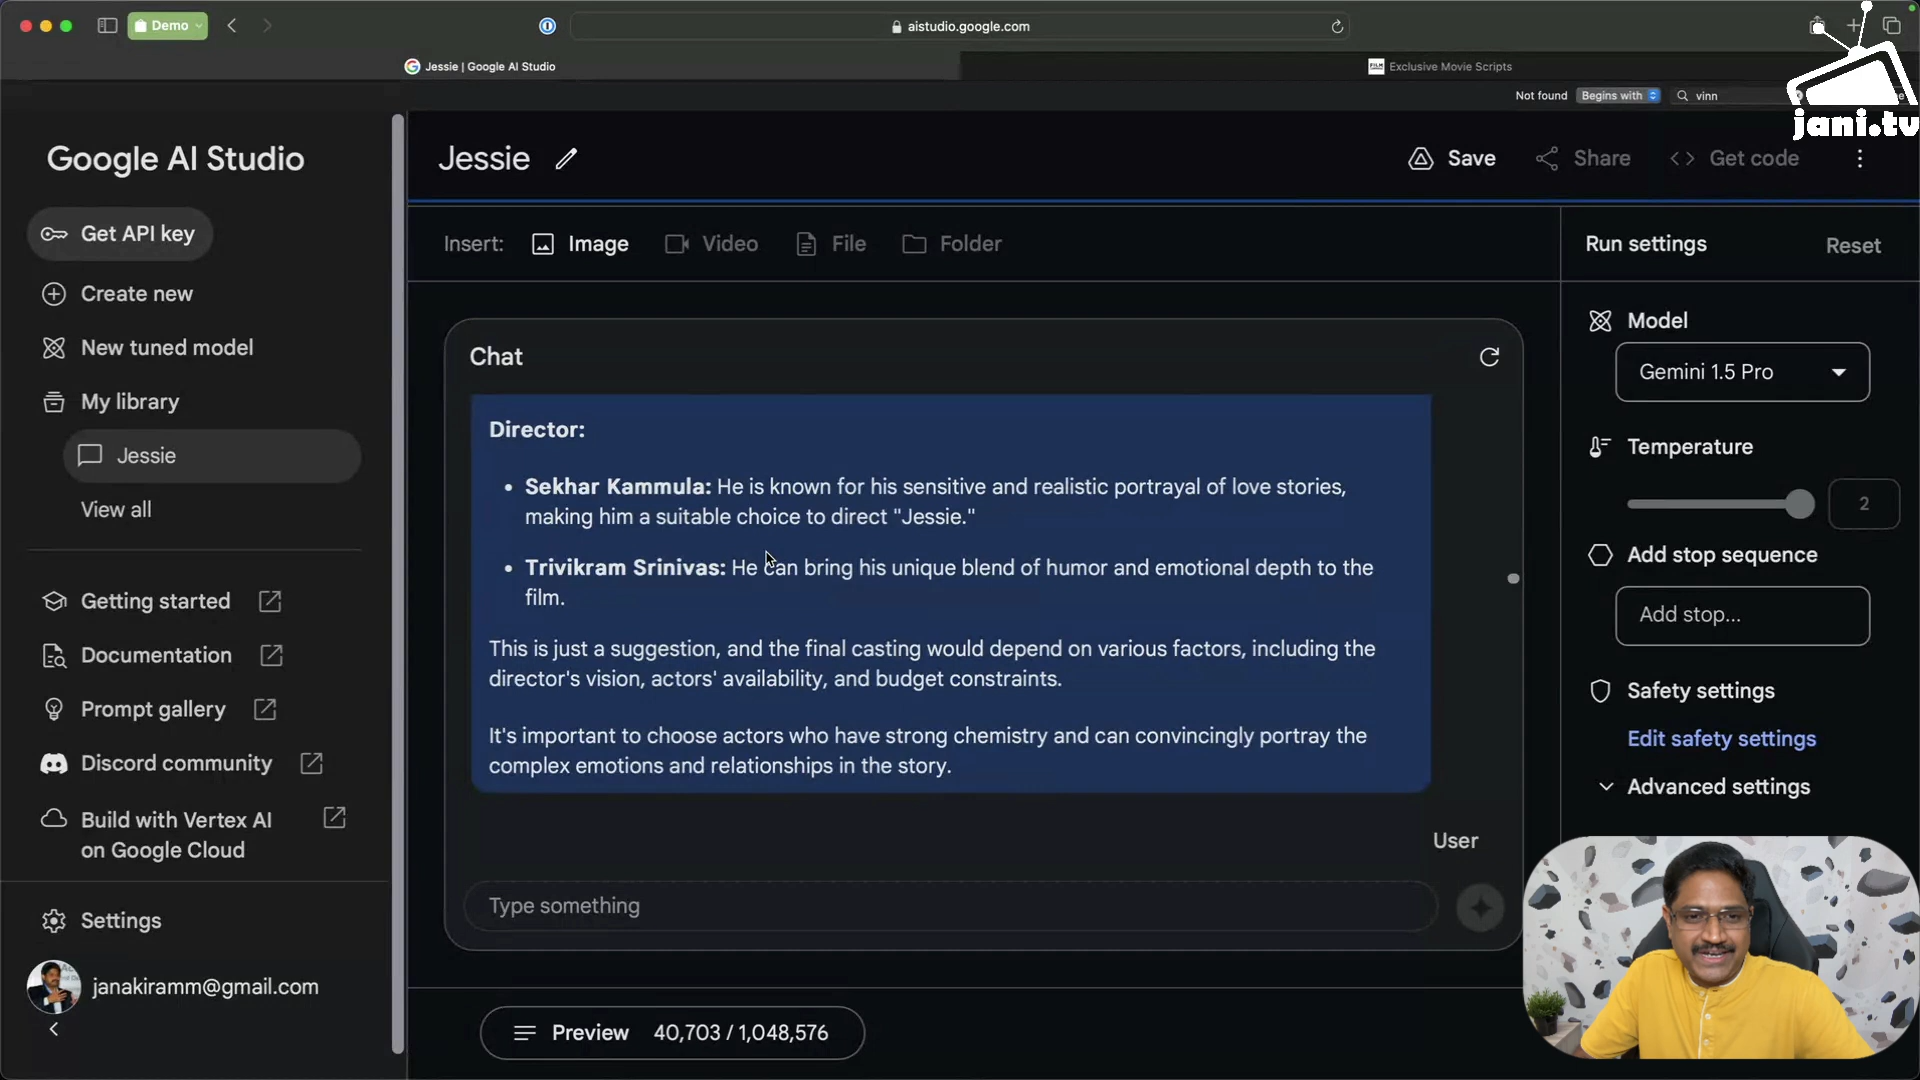 Demo
aistudio.google.com
Jessie | Google AI Studio
Exclusive Movie Scripts
Not found
Begins with
vinn
jani.tv
Google AI Studio
Get API key
Create new
New tuned model
My library
Jessie
View all
Getting started
Documentation
Prompt gallery
Discord community
Build with Vertex AI
on Google Cloud
Settings
janakiramm@gmail.com
Jessie
Save
Share
Get code
Insert:
Image
Video
File
Folder
Chat
Director:
• Sekhar Kammula: He is known for his sensitive and realistic portrayal of love stories,
making him a suitable choice to direct "Jessie."
• Trivikram Srinivas: He can bring his unique blend of humor and emotional depth to the
film.
This is just a suggestion, and the final casting would depend on various factors, including the
director's vision, actors' availability, and budget constraints.
It's important to choose actors who have strong chemistry and can convincingly portray the
complex emotions and relationships in the story.
User
Type something
Preview 40,703 / 1,048,576
Run settings
Reset
Model
Gemini 1.5 Pro
Temperature
2
Add stop sequence
Add stop...
Safety settings
Edit safety settings
Advanced settings